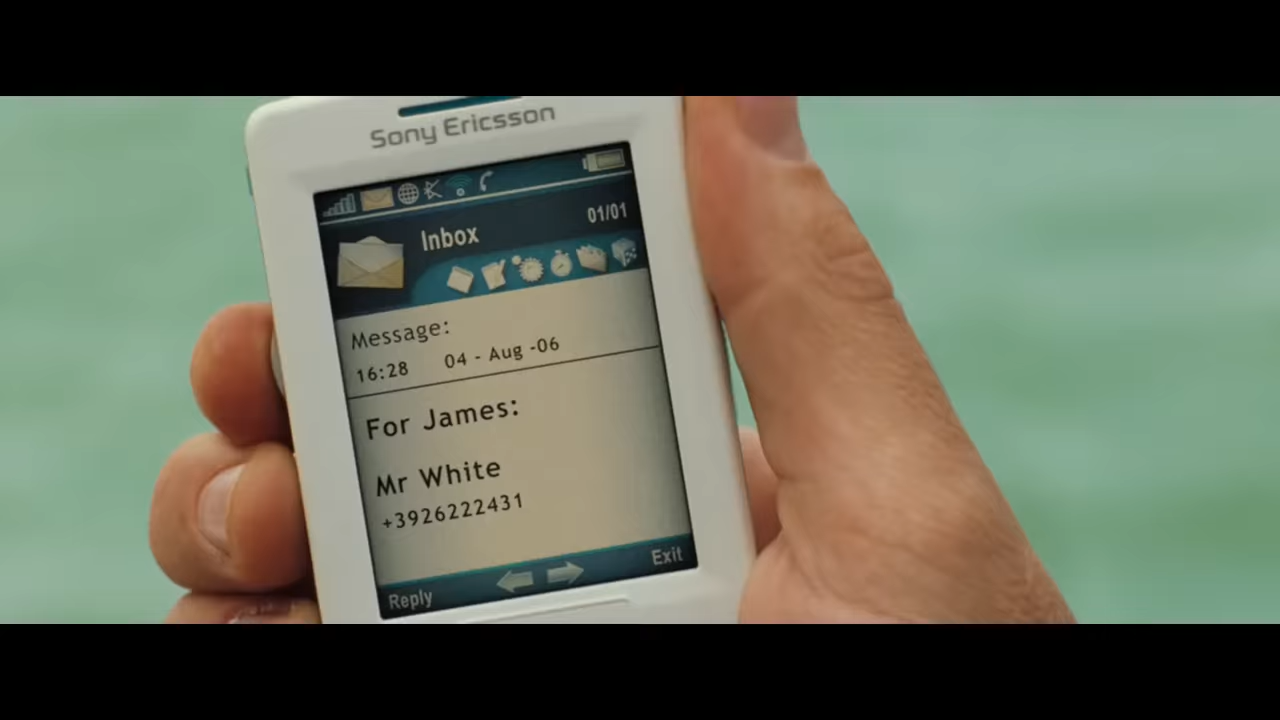 Sony Ericsson
Inbox 01/01
Message:
16:28 04 - Aug -06
For James:
Mr White
+3926222431
Reply Exit